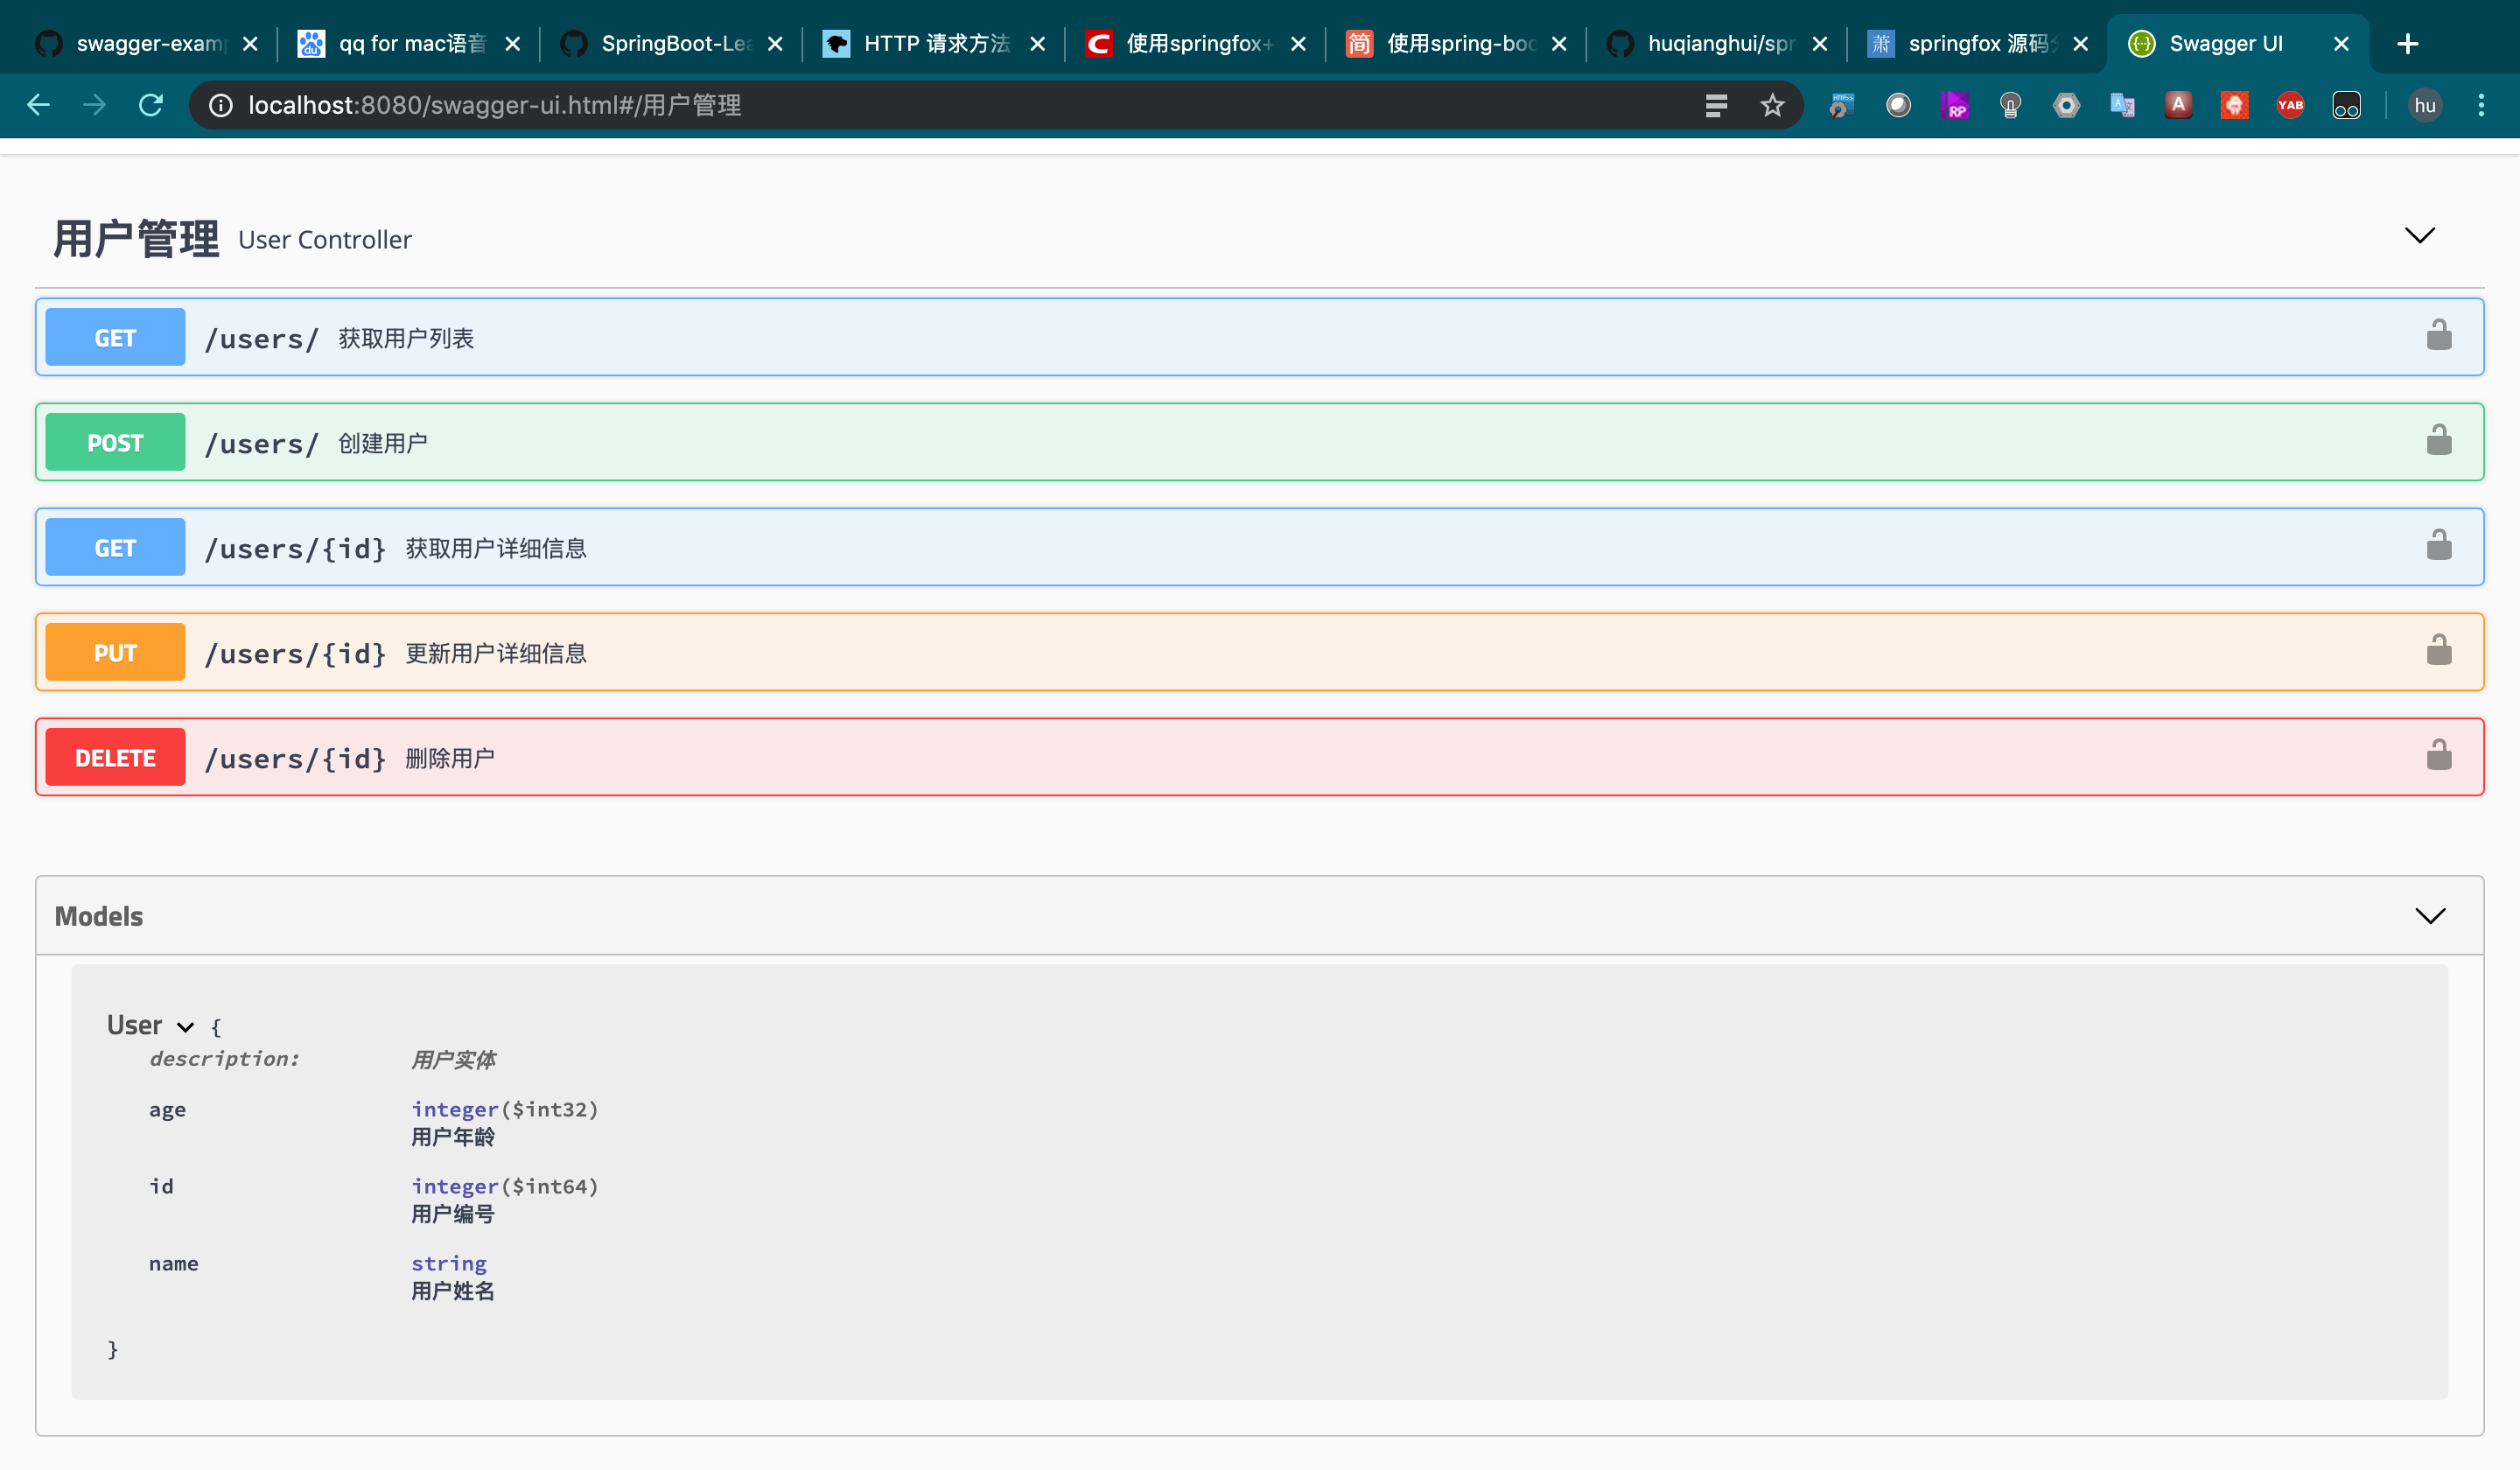 swagger-exam
qq for mac语音
SpringBoot-Lea
HTTP 请求方法
使用springfox+
使用spring-boo
huqianghui/spr
springfox 源码
Swagger UI
localhost:8080/swagger-ui.html#/用户管理
hu
用户管理 User Controller
GET /users/ 获取用户列表
POST /users/ 创建用户
GET /users/{id} 获取用户详细信息
PUT /users/{id} 更新用户详细信息
DELETE /users/{id} 删除用户
Models
User {
description: 用户实体
age integer($int32)
用户年龄
id integer($int64)
用户编号
name string
用户姓名
}